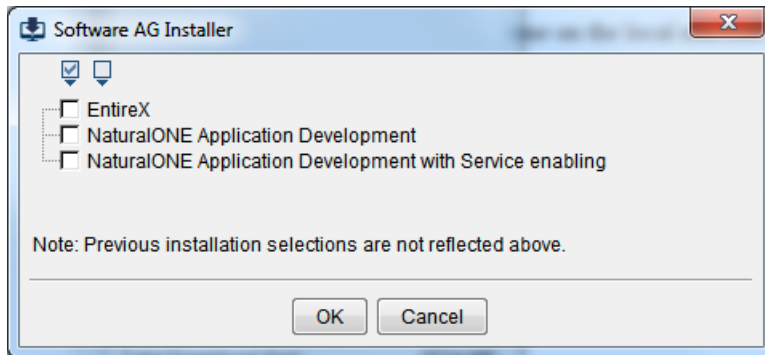 Software AG Installer
EntireX
NaturalONE Application Development
NaturalONE Application Development with Service enabling
Note: Previous installation selections are not reflected above.
OK
Cancel